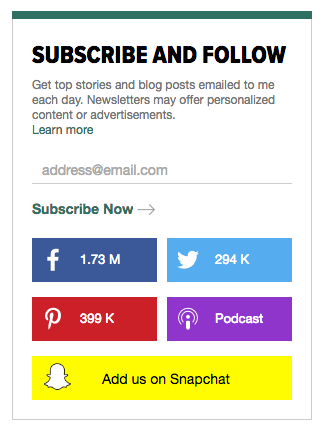 SUBSCRIBE AND FOLLOW
Get top stories and blog posts emailed to me
each day. Newsletters may offer personalized
content or advertisements.
Learn more
address@email.com
Subscribe Now
1.73 M
294 K
399 K
Podcast
Add us on Snapchat